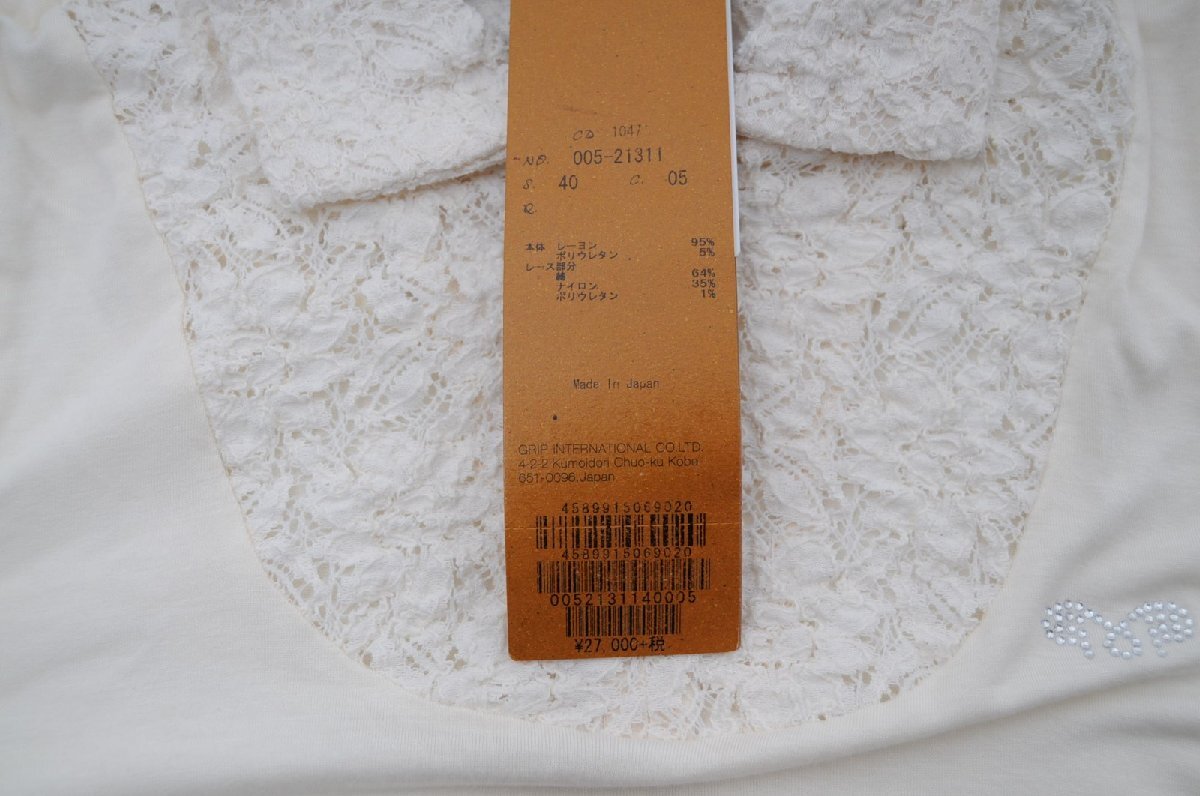 CD 1047
NO. 005-21311
S. 40 C. 05
R.
本体 レーヨン 95%
ポリウレタン 5%
レース部分
綿 64%
ナイロン 35%
ポリウレタン 1%
Made In Japan
GRIP INTERNATIONAL CO.LTD.
4-2-2 Kumoidori Chuo-ku Kobe
651-0096,Japan
4589915069020
4589915069020
0052131140005
¥27,000+税